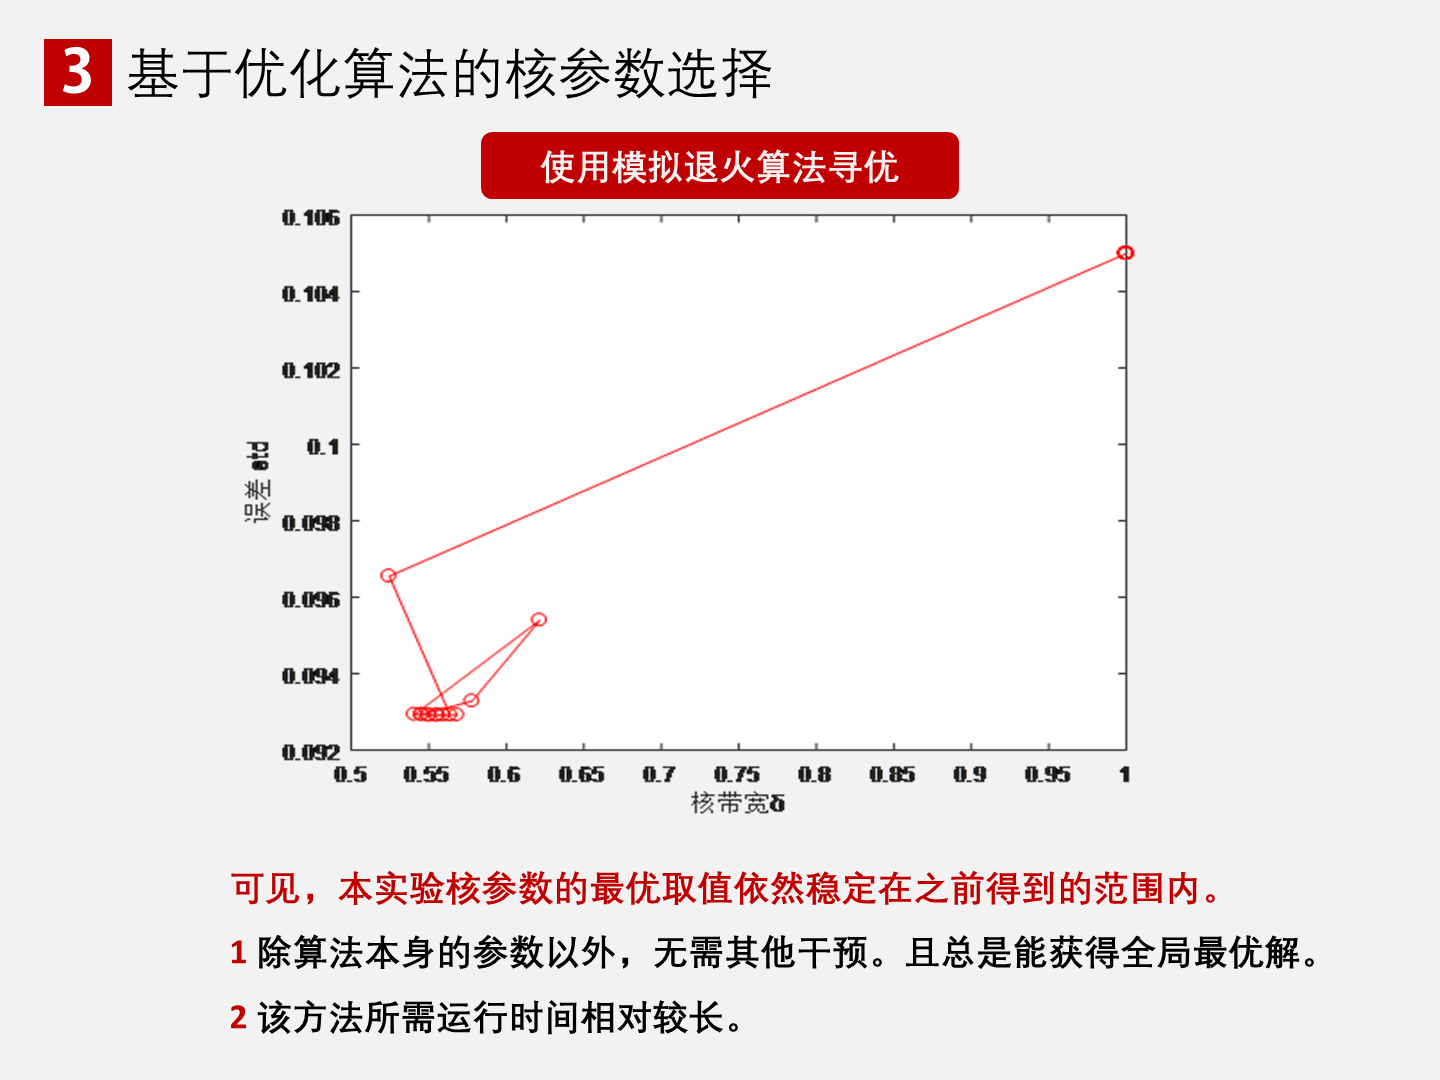 3 基于优化算法的核参数选择
使用模拟退火算法寻优
0.106
0.104
0.102
0.1
0.098
0.096
0.094
0.092
误差 std
0.5 0.55 0.6 0.65 0.7 0.75 0.8 0.85 0.9 0.95 1
核带宽δ
可见，本实验核参数的最优取值依然稳定在之前得到的范围内。
1 除算法本身的参数以外，无需其他干预。且总是能获得全局最优解。
2 该方法所需运行时间相对较长。